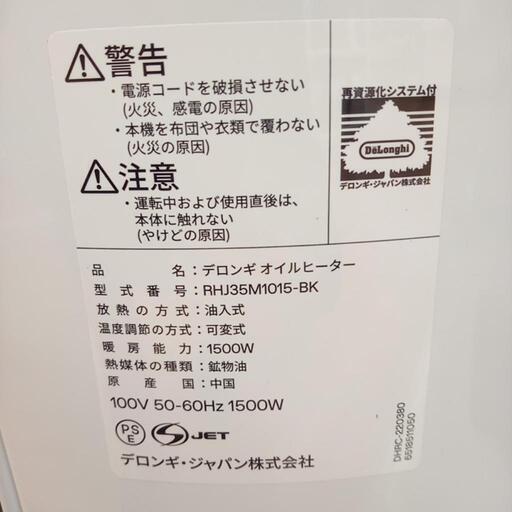 警告
・電源コードを破損させない
(火災、感電の原因)
・本機を布団や衣類で覆わない
(火災の原因)
注意
・運転中および使用直後は、
本体に触れない
(やけどの原因)
再資源化システム付
DeLonghi
デロンギ・ジャパン株式会社
品名：デロンギ オイルヒーター
型式番号：RHJ35M1015-BK
放熱の方式：油入式
温度調節の方式：可変式
暖房能力：1500W
熱媒体の種類：鉱物油
原産国：中国
100V 50-60Hz 1500W
PS
E
JET
デロンギ・ジャパン株式会社
DHRC-220380
5518511050